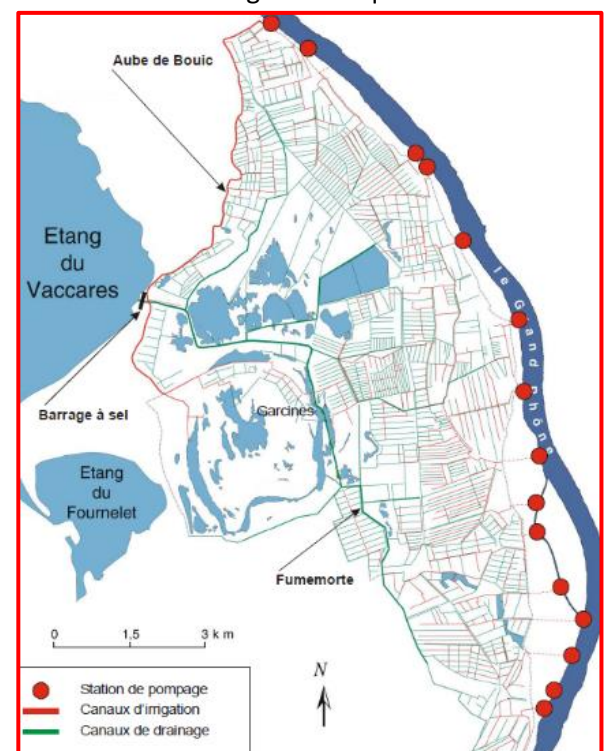 Aube de Bouic
Etang
du
Vaccares
le Grand Rhône
Barrage à sel
Garcines
Etang
du
Fournelet
Fumemorte
0 1,5 3 k m
N
Station de pompage
Canaux d'irrigation
Canaux de drainage